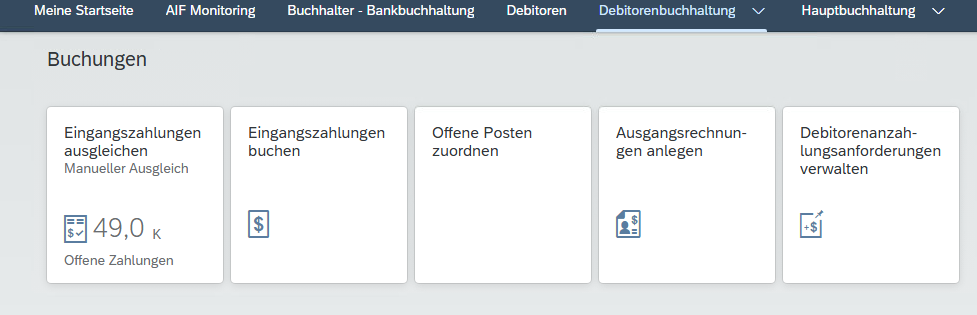 Meine Startseite AIF Monitoring Buchhalter - Bankbuchhaltung Debitoren Debitorenbuchhaltung Hauptbuchhaltung
Buchungen
Eingangszahlungen
ausgleichen
Manueller Ausgleich
$ 49,0 K
Offene Zahlungen
Eingangszahlungen
buchen
$
Offene Posten
zuordnen
Ausgangsrechnun-
gen anlegen
$
Debitorenanzah-
lungsanforderungen
verwalten
+$